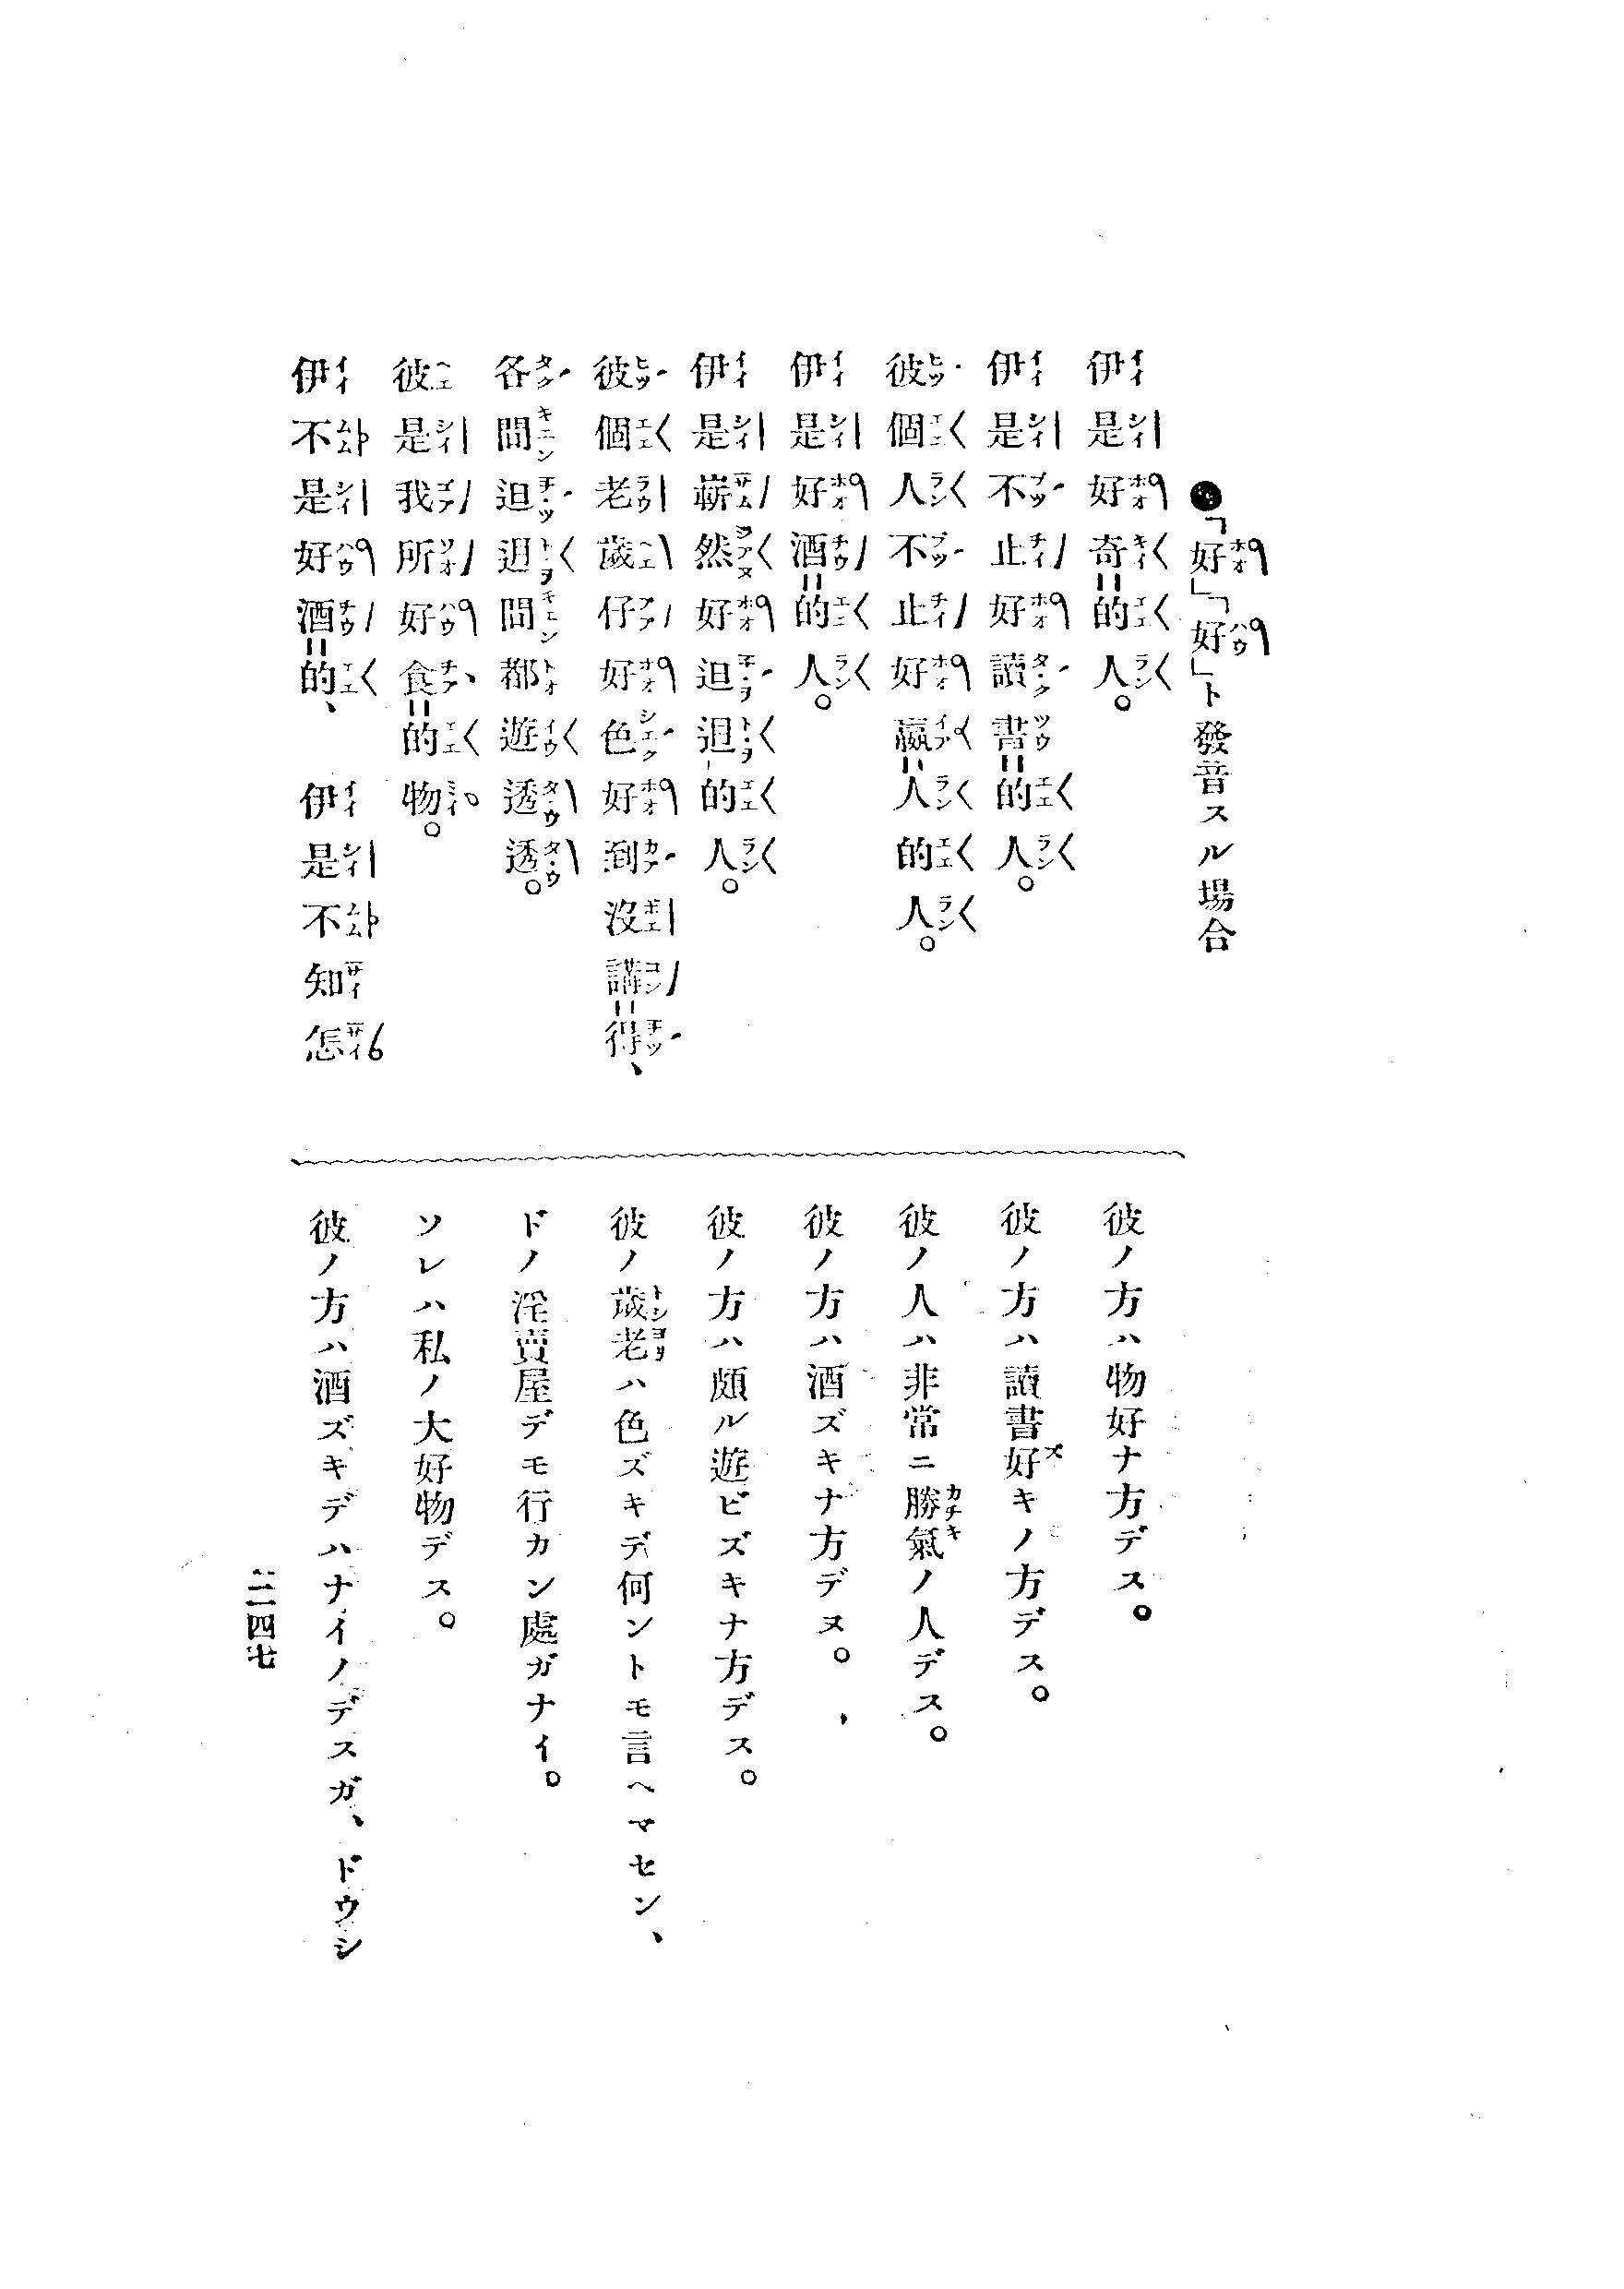 ●「好」「好」ト發音スル場合
伊是好奇的人。
伊是不止好讀書的人。
彼個人不止好贏人的人。
伊是好酒的人。
伊是嶄然好𨑨迌的人。
彼個老歲仔好色好到沒講得、
各間𨑨迌間都遊透透。
彼是我所好食的物。
伊不是好酒的、伊是不知怎
彼ノ方ハ物好ナ方デス。
彼ノ方ハ讀書好キノ方デス。
彼ノ人ハ非常ニ勝氣ノ人デス。
彼ノ方ハ酒ズキナ方デス。
彼ノ方ハ頗ル遊ビズキナ方デス。
彼ノ歲老ハ色ズキデ何ントモ言ヘマセン、
ドノ淫賣屋デモ行カン處ガナイ。
ソレハ私ノ大好物デス。
彼ノ方ハ酒ズキデハナイノデスガ、ドウシ
二四七